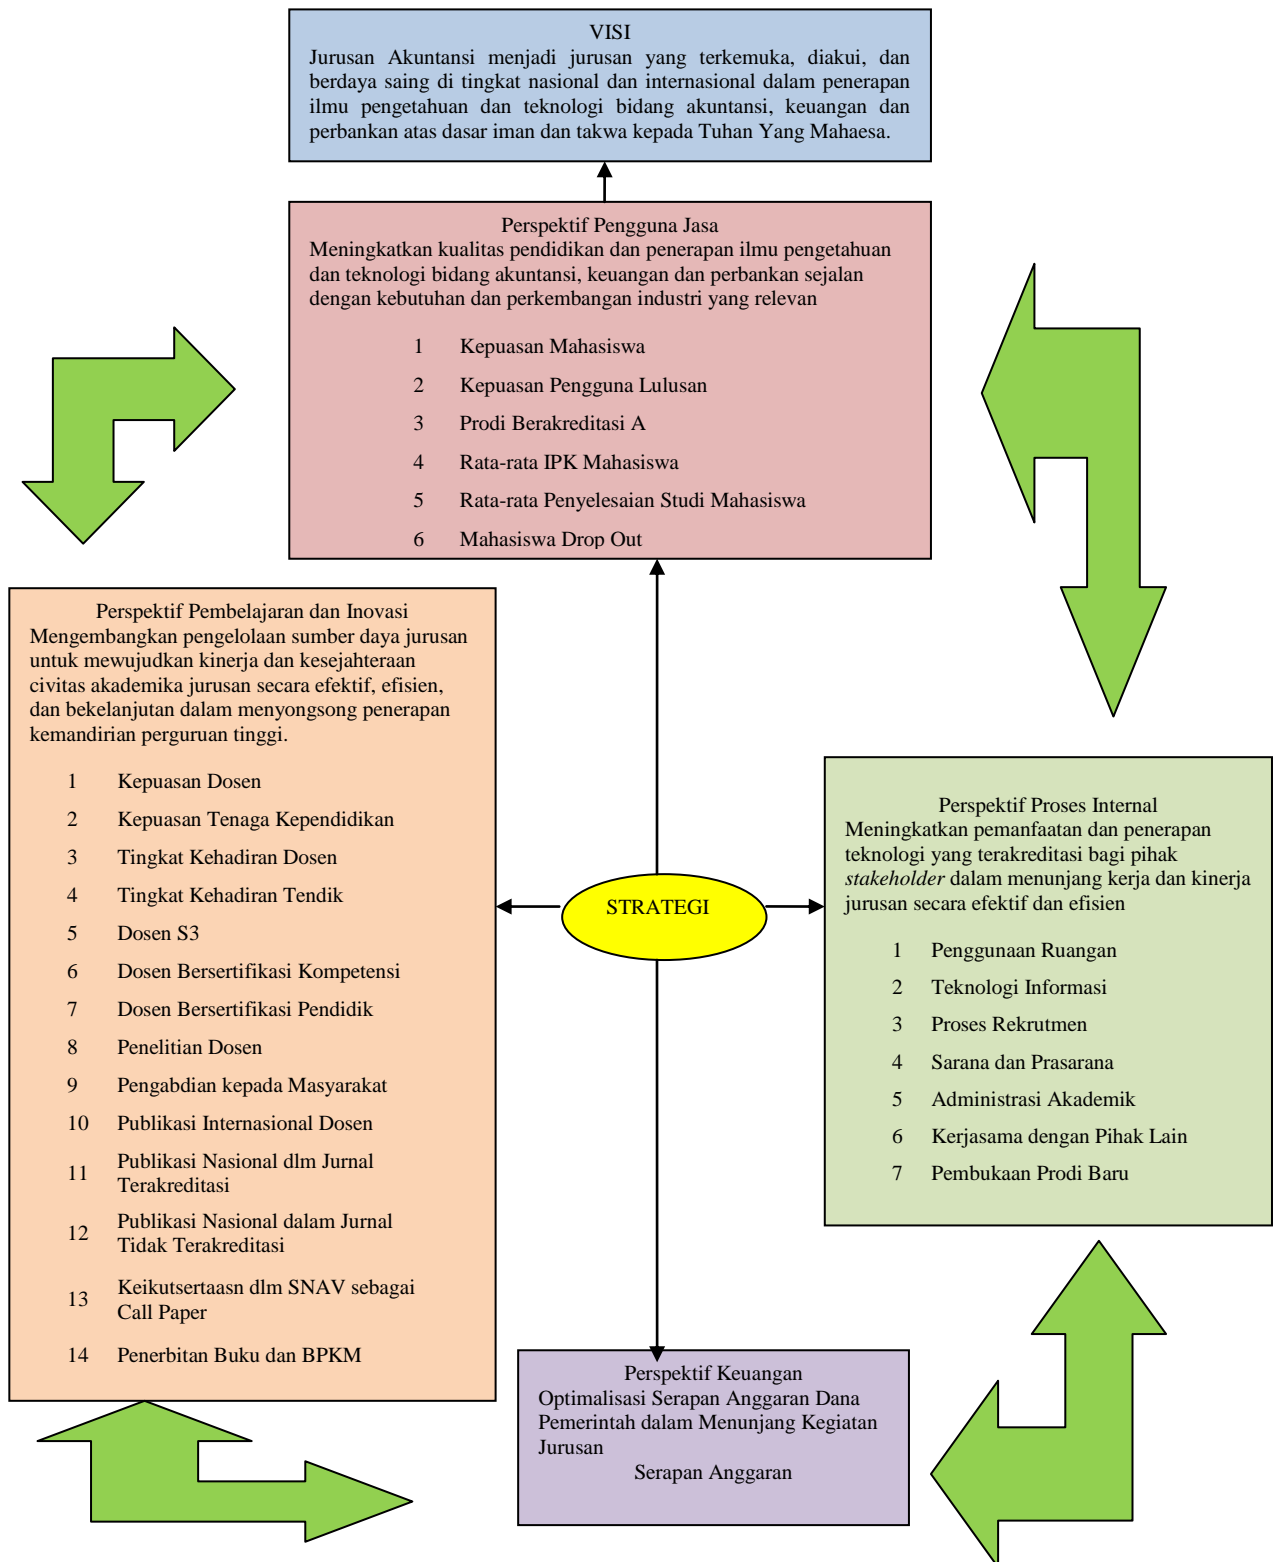 VISI
Jurusan Akuntansi menjadi jurusan yang terkemuka, diakui, dan
berdaya saing di tingkat nasional dan internasional dalam penerapan
ilmu pengetahuan dan teknologi bidang akuntansi, keuangan dan
perbankan atas dasar iman dan takwa kepada Tuhan Yang Mahaesa.
Perspektif Pengguna Jasa
Meningkatkan kualitas pendidikan dan penerapan ilmu pengetahuan
dan teknologi bidang akuntansi, keuangan dan perbankan sejalan
dengan kebutuhan dan perkembangan industri yang relevan
1 Kepuasan Mahasiswa
2 Kepuasan Pengguna Lulusan
3 Prodi Berakreditasi A
4 Rata-rata IPK Mahasiswa
5 Rata-rata Penyelesaian Studi Mahasiswa
6 Mahasiswa Drop Out
Perspektif Pembelajaran dan Inovasi
Mengembangkan pengelolaan sumber daya jurusan
untuk mewujudkan kinerja dan kesejahteraan
civitas akademika jurusan secara efektif, efisien,
dan bekelanjutan dalam menyongsong penerapan
kemandirian perguruan tinggi.
1 Kepuasan Dosen
2 Kepuasan Tenaga Kependidikan
3 Tingkat Kehadiran Dosen
4 Tingkat Kehadiran Tendik
5 Dosen S3
6 Dosen Bersertifikasi Kompetensi
7 Dosen Bersertifikasi Pendidik
8 Penelitian Dosen
9 Pengabdian kepada Masyarakat
10 Publikasi Internasional Dosen
11 Publikasi Nasional dlm Jurnal
Terakreditasi
12 Publikasi Nasional dalam Jurnal
Tidak Terakreditasi
13 Keikutsertaasn dlm SNAV sebagai
Call Paper
14 Penerbitan Buku dan BPKM
STRATEGI
Perspektif Proses Internal
Meningkatkan pemanfaatan dan penerapan
teknologi yang terakreditasi bagi pihak
stakeholder dalam menunjang kerja dan kinerja
jurusan secara efektif dan efisien
1 Penggunaan Ruangan
2 Teknologi Informasi
3 Proses Rekrutmen
4 Sarana dan Prasarana
5 Administrasi Akademik
6 Kerjasama dengan Pihak Lain
7 Pembukaan Prodi Baru
Perspektif Keuangan
Optimalisasi Serapan Anggaran Dana
Pemerintah dalam Menunjang Kegiatan
Jurusan
Serapan Anggaran